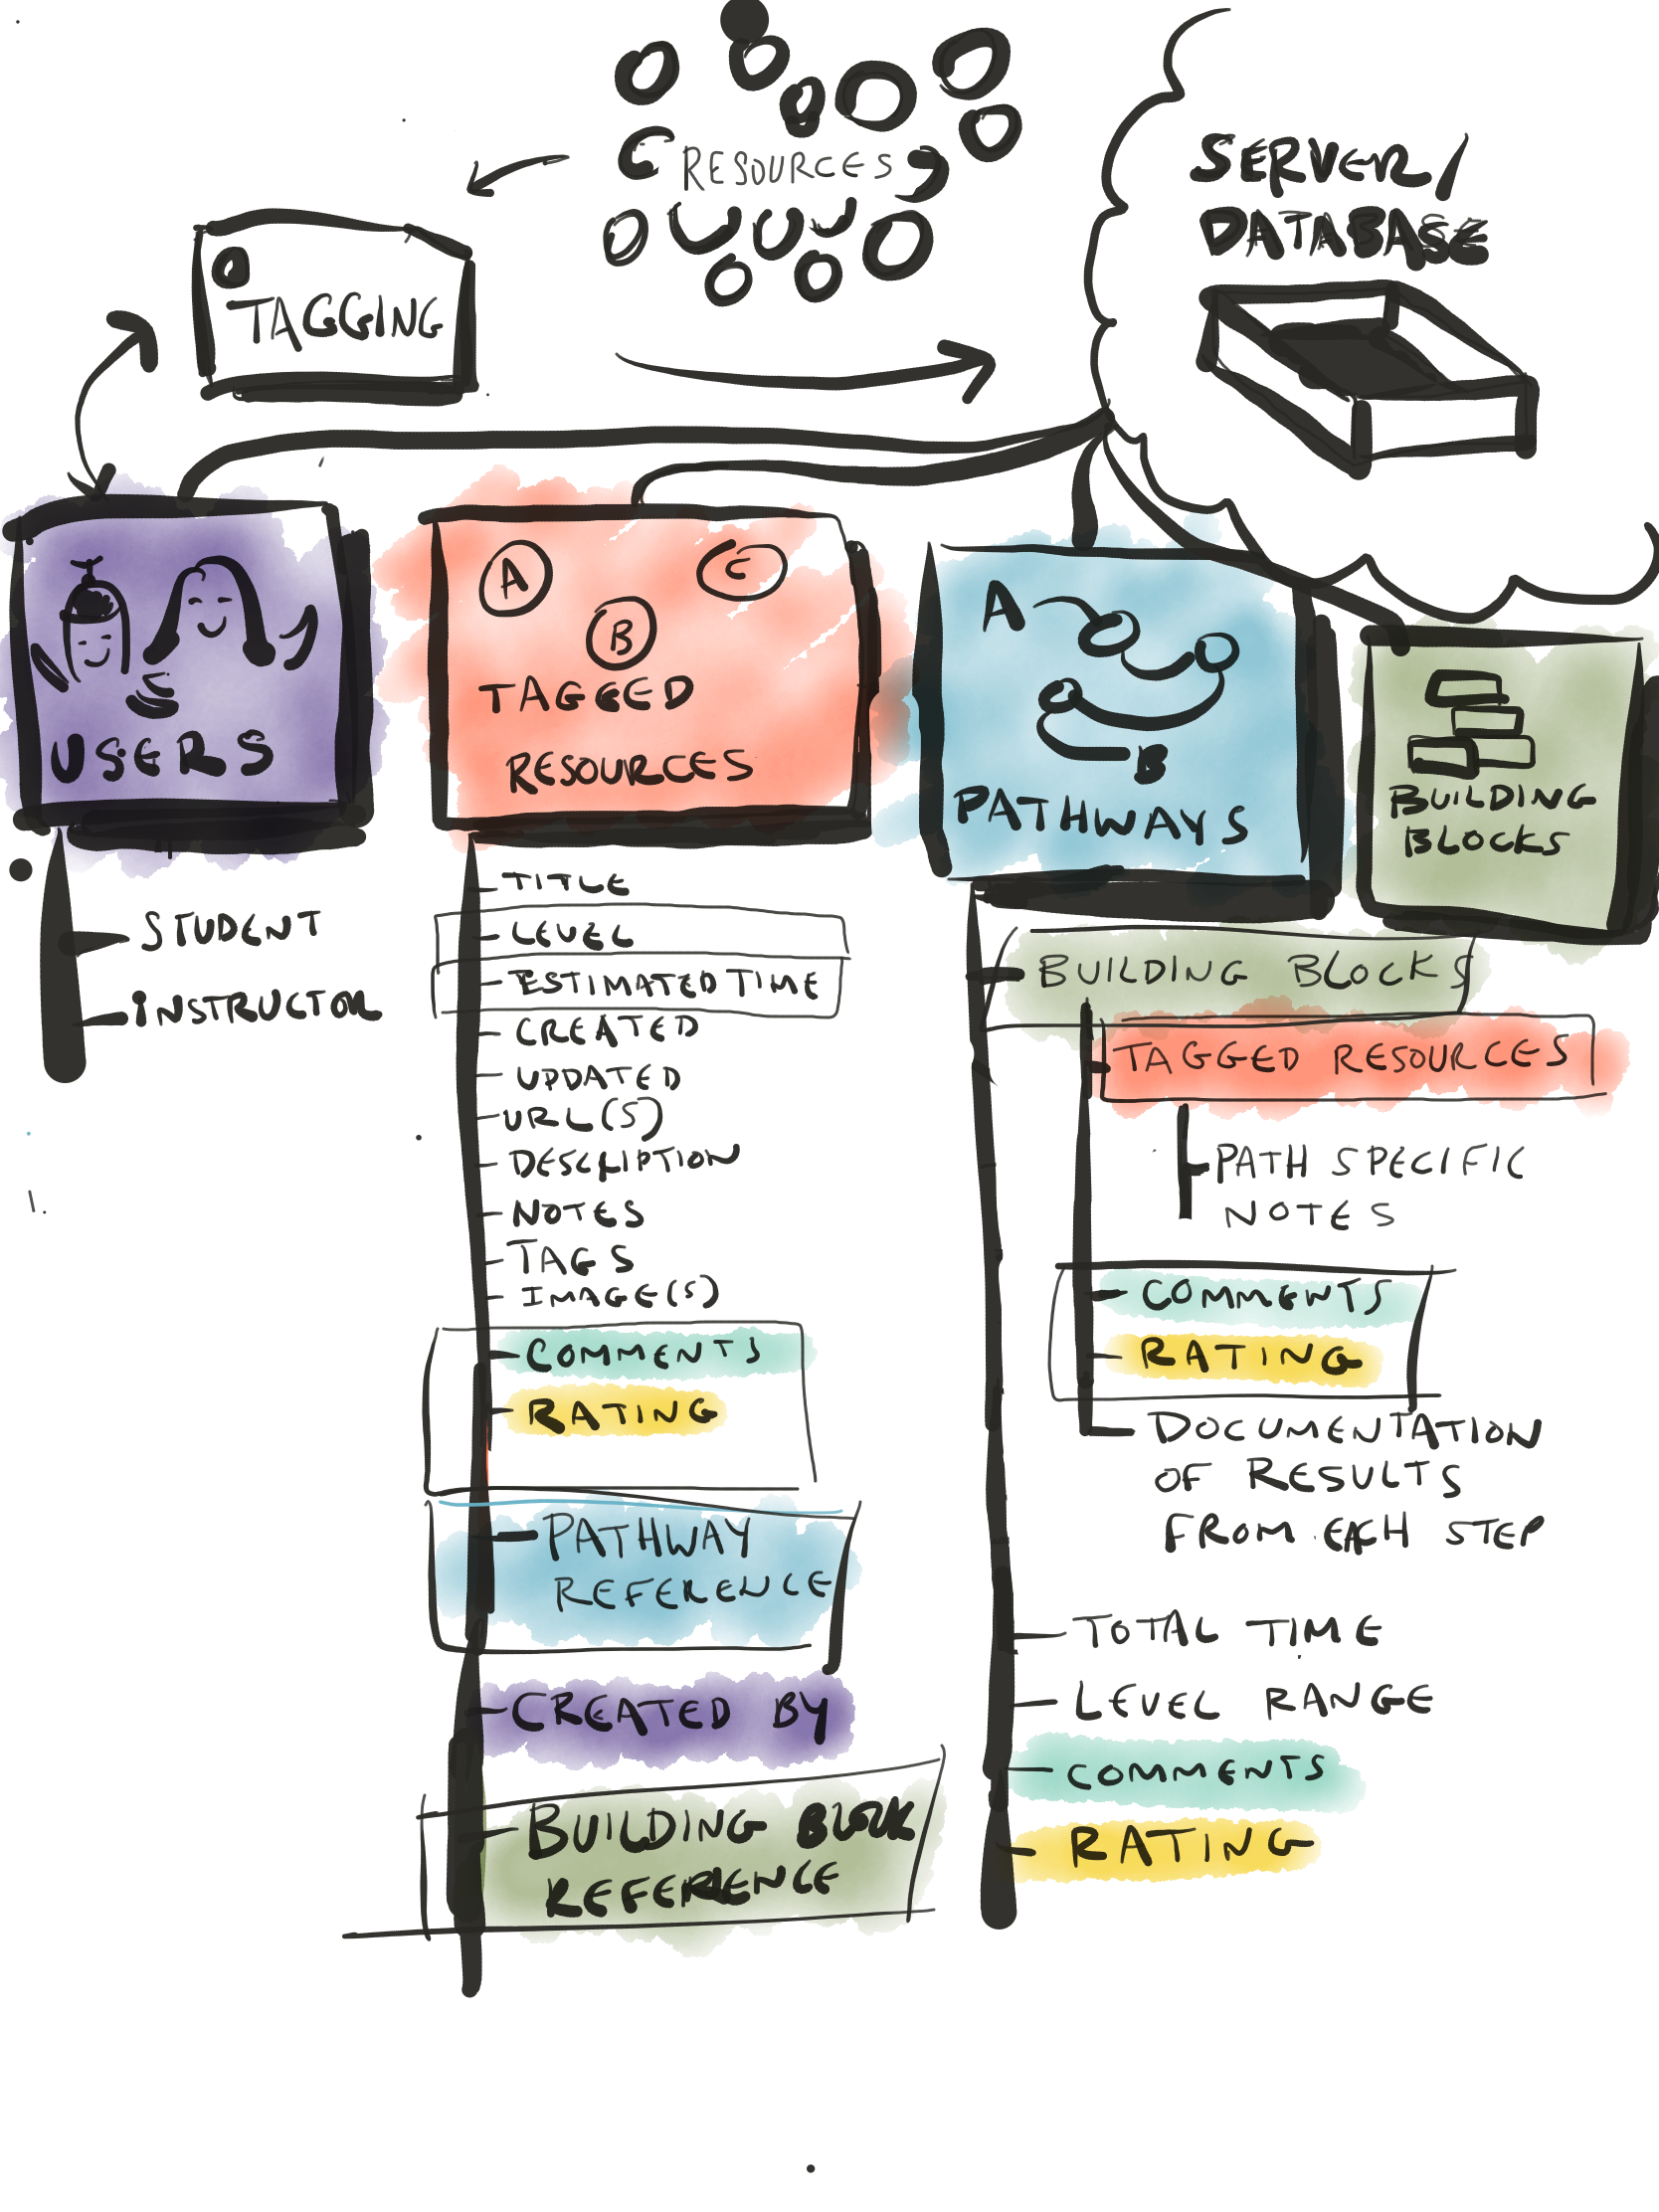 RESOURCES
SERVER/
DATABASE
TAGGING
USERS
STUDENT
INSTRUCTOR
A
C
B
TAGGED
RESOURCES
TITLE
LEVEL
ESTIMATED TIME
CREATED
UPDATED
URL(S)
DESCRIPTION
NOTES
TAGS
IMAGE(S)
COMMENTS
RATING
PATHWAY
REFERENCE
CREATED BY
BUILDING BLOCK
REFERENCE
A
B
PATHWAYS
BUILDING BLOCKS
TAGGED RESOURCES
PATH SPECIFIC
NOTES
COMMENTS
RATING
DOCUMENTATION
OF RESULTS
FROM EACH STEP
TOTAL TIME
LEVEL RANGE
COMMENTS
RATING
BUILDING
BLOCKS